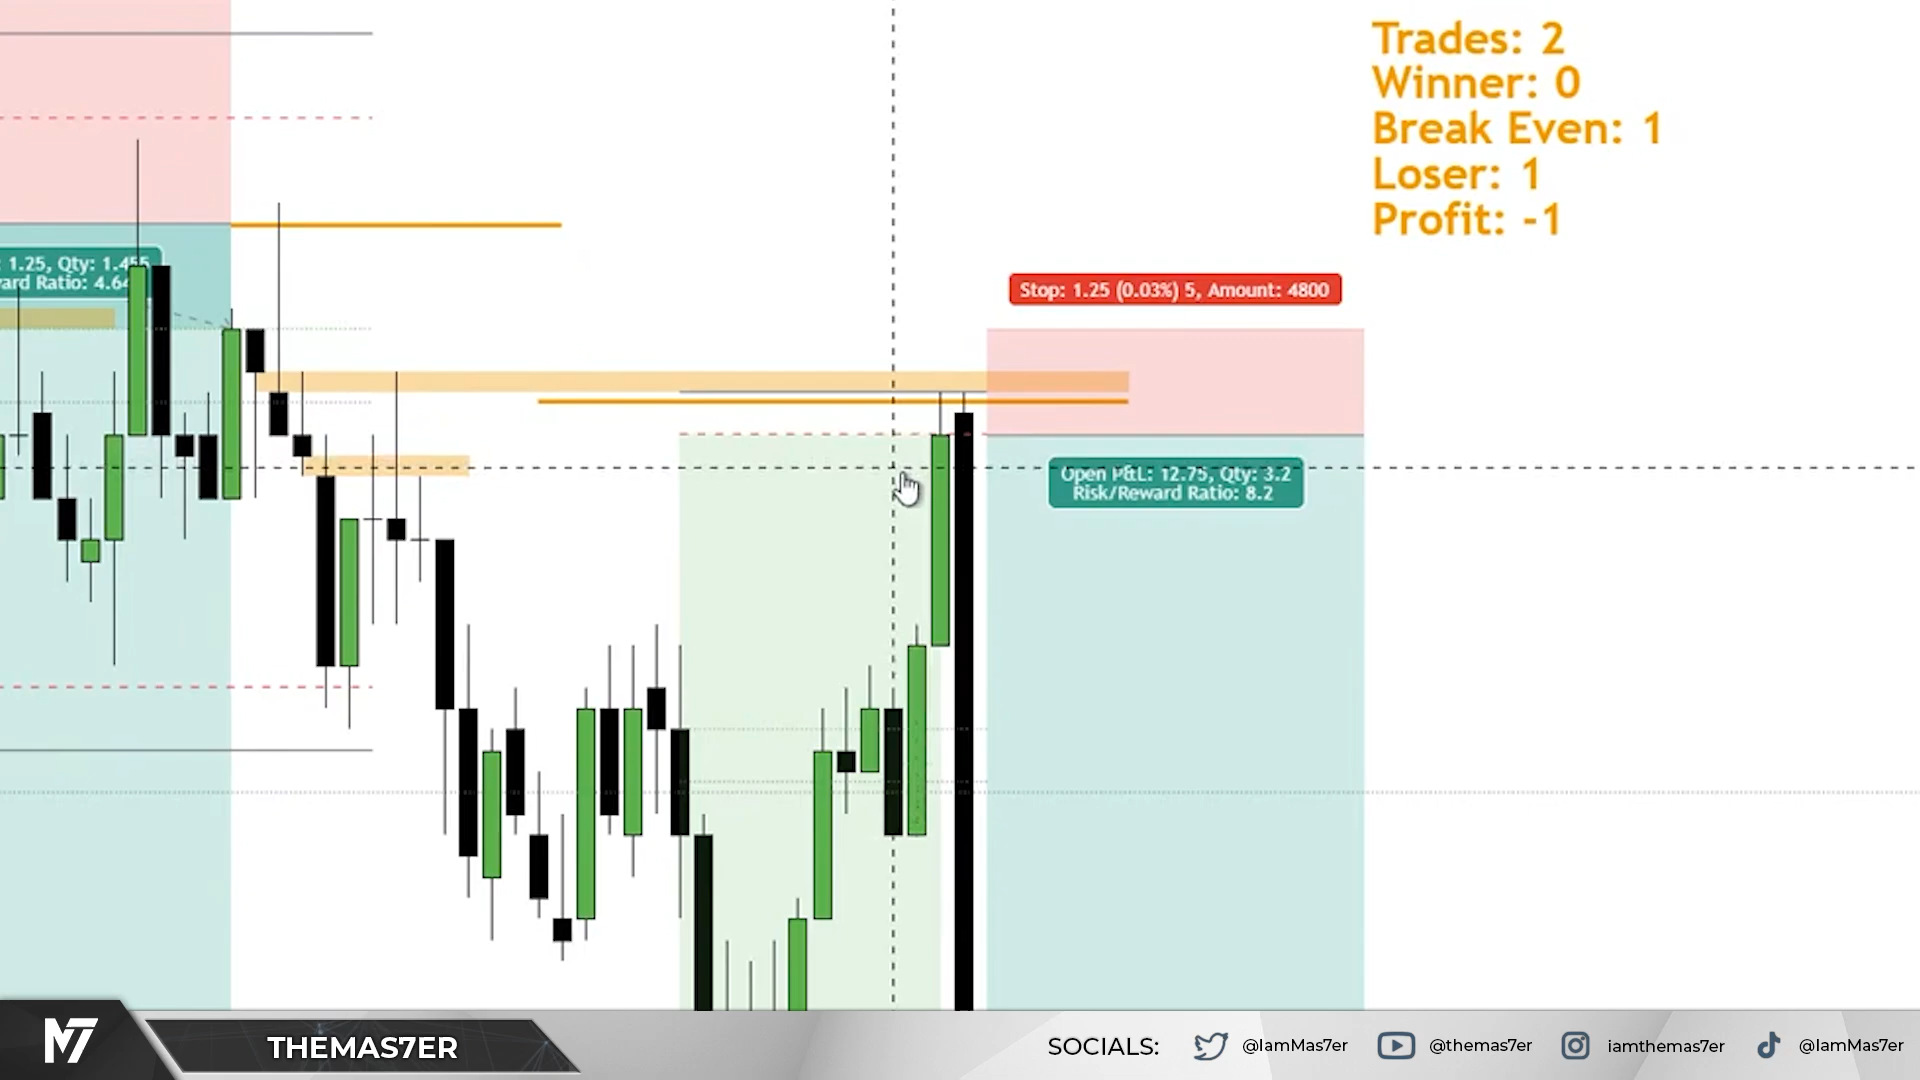 Trades: 2
Winner: 0
Break Even: 1
Loser: 1
Profit: -1
: 1.25, Qty: 1.455
ard Ratio: 4.64
Stop: 1.25 (0.03%) 5, Amount: 4800
Open P&L: 12.75, Qty: 3.2
Risk/Reward Ratio: 8.2
M7
THEMAS7ER
SOCIALS:
@IamMas7er
@themas7er
iamthemas7er
@IamMas7er